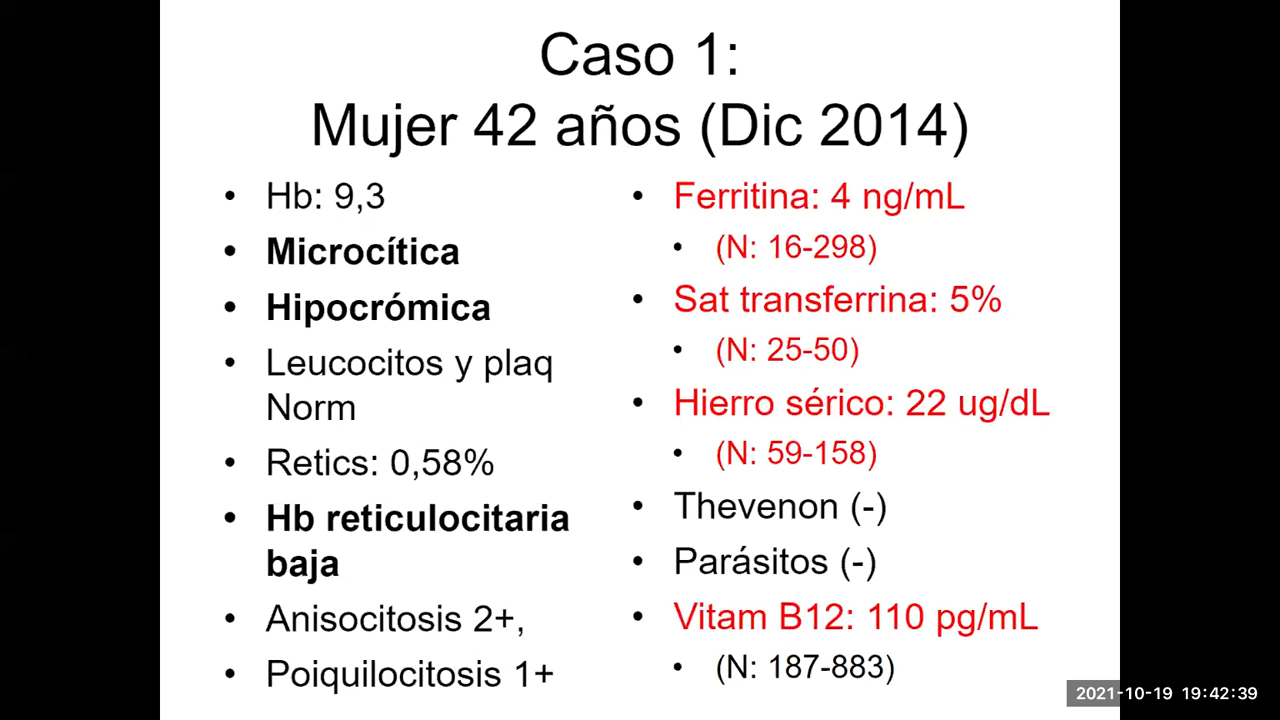 Caso 1:
Mujer 42 años (Dic 2014)
• Hb: 9,3
• Microcítica
• Hipocrómica
• Leucocitos y plaq
Norm
• Retics: 0,58%
• Hb reticulocitaria
baja
• Anisocitosis 2+,
• Poiquilocitosis 1+
• Ferritina: 4 ng/mL
• (N: 16-298)
• Sat transferrina: 5%
• (N: 25-50)
• Hierro sérico: 22 ug/dL
• (N: 59-158)
• Thevenon (-)
• Parásitos (-)
• Vitam B12: 110 pg/mL
• (N: 187-883)
2021-10-19 19:42:39